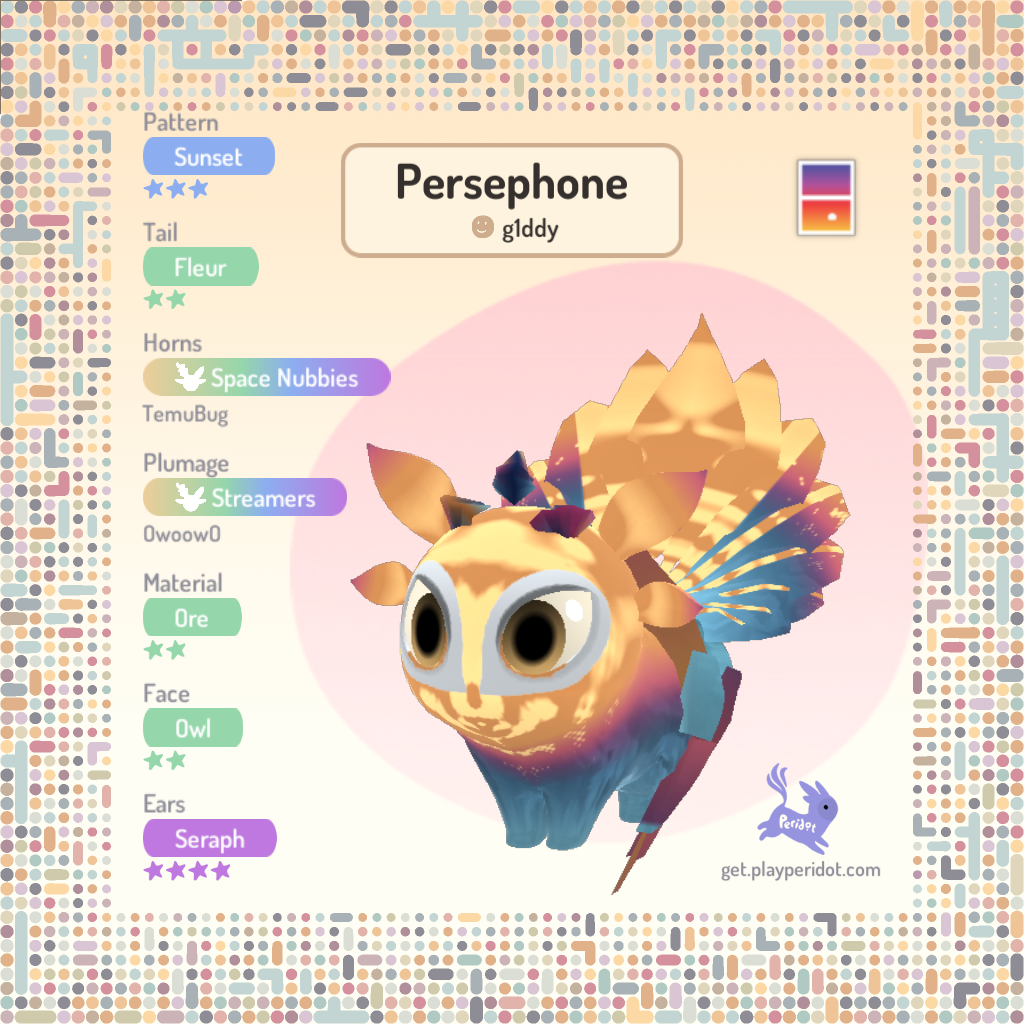 Pattern
Sunset
Persephone
g1ddy
Tail
Fleur
Horns
Space Nubbies
TemuBug
Plumage
Streamers
OwoowO
Material
Ore
Face
Owl
Ears
Seraph
Peridot
get.playperidot.com